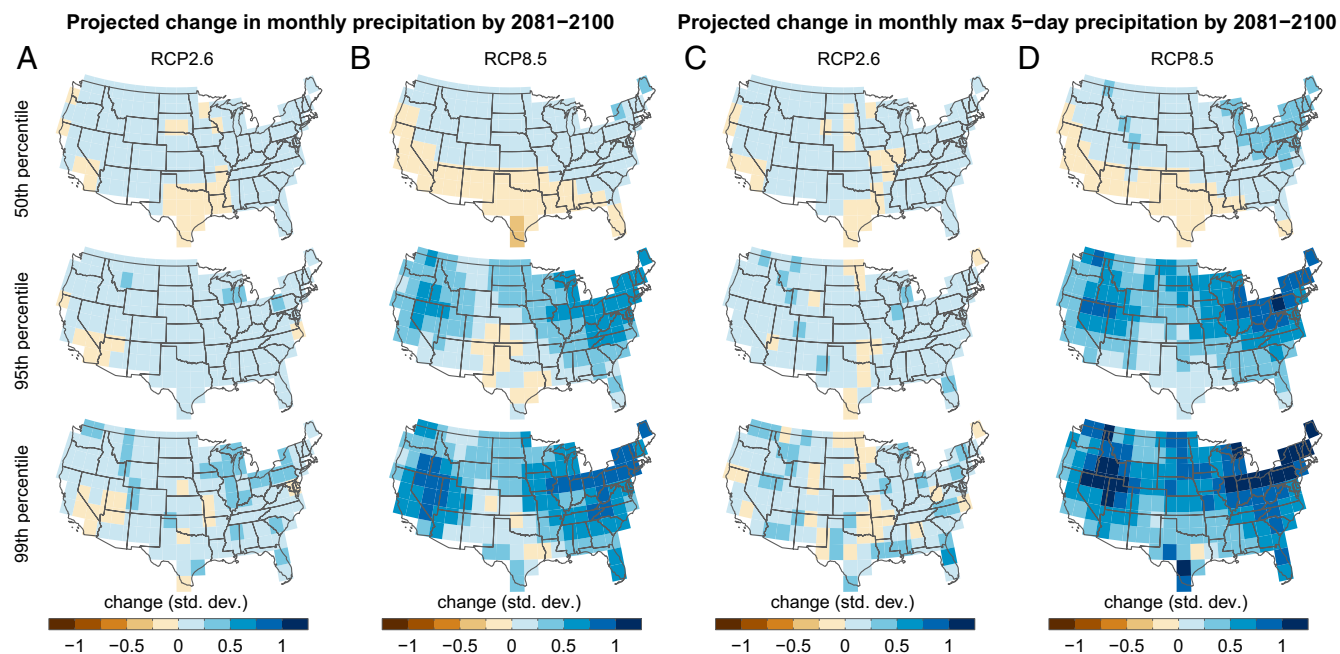 Projected change in monthly precipitation by 2081−2100
Projected change in monthly max 5−day precipitation by 2081−2100
A
RCP2.6
B
RCP8.5
C
RCP2.6
D
RCP8.5
50th percentile
95th percentile
99th percentile
change (std. dev.)
−1 −0.5 0 0.5 1
change (std. dev.)
−1 −0.5 0 0.5 1
change (std. dev.)
−1 −0.5 0 0.5 1
change (std. dev.)
−1 −0.5 0 0.5 1